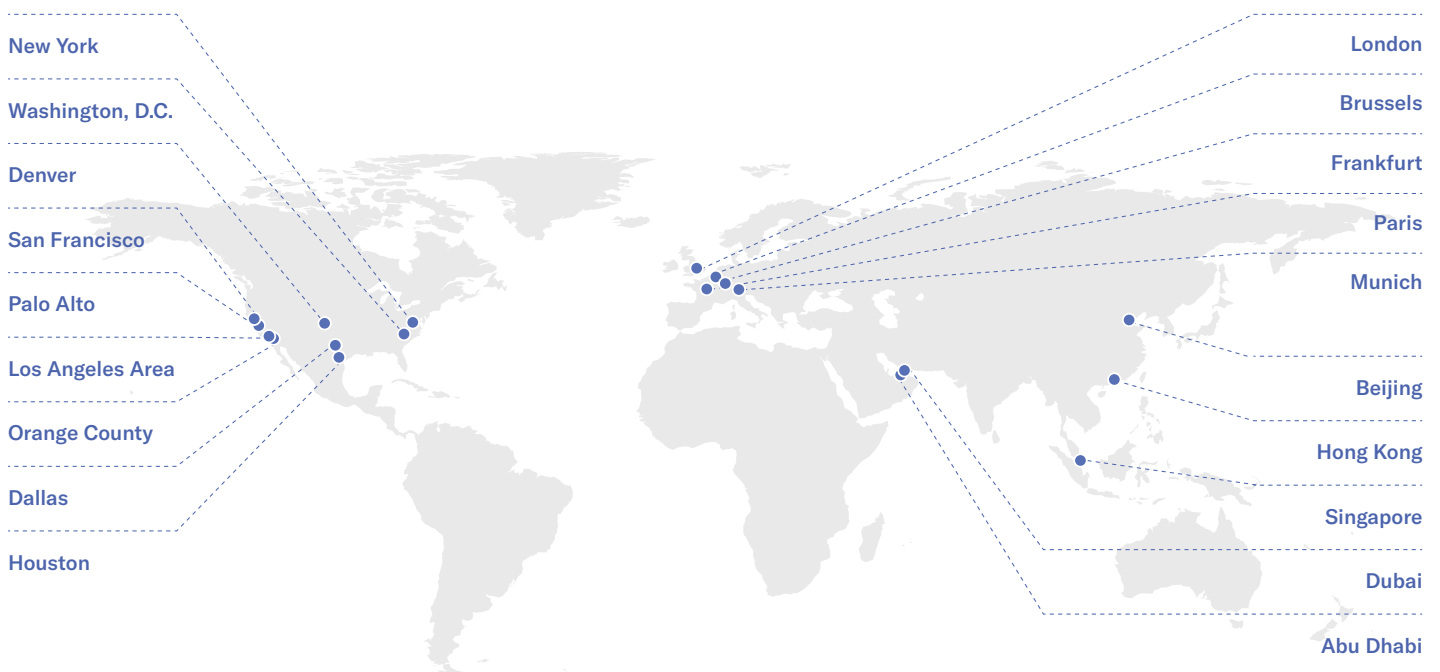 New York
Washington, D.C.
Denver
San Francisco
Palo Alto
Los Angeles Area
Orange County
Dallas
Houston
London
Brussels
Frankfurt
Paris
Munich
Beijing
Hong Kong
Singapore
Dubai
Abu Dhabi